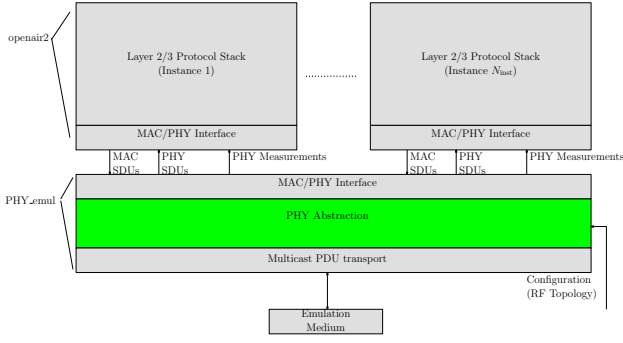 openair2
Layer 2/3 Protocol Stack
(Instance 1)
Layer 2/3 Protocol Stack
(Instance N_inst)
MAC/PHY Interface
MAC/PHY Interface
MAC
SDUs
PHY
SDUs
PHY Measurements
MAC
SDUs
PHY
SDUs
PHY Measurements
PHY_emul
MAC/PHY Interface
PHY Abstraction
Multicast PDU transport
Configuration
(RF Topology)
Emulation
Medium